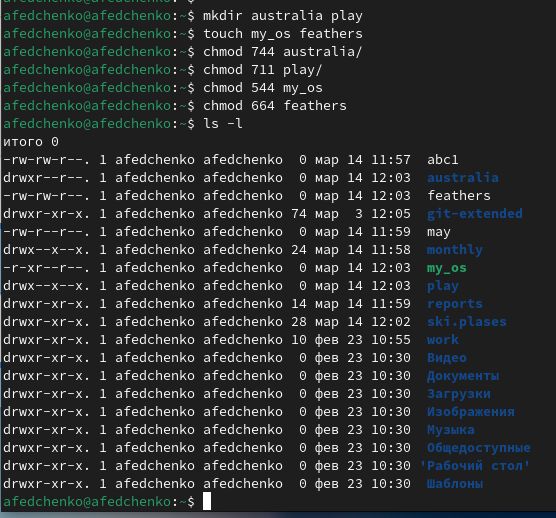 afedchenko@afedchenko:~$ mkdir australia play
afedchenko@afedchenko:~$ touch my_os feathers
afedchenko@afedchenko:~$ chmod 744 australia/
afedchenko@afedchenko:~$ chmod 711 play/
afedchenko@afedchenko:~$ chmod 544 my_os
afedchenko@afedchenko:~$ chmod 664 feathers
afedchenko@afedchenko:~$ ls -l
итого 0
-rw-rw-r--. 1 afedchenko afedchenko  0 мар 14 11:57  abc1
drwxr--r--. 1 afedchenko afedchenko  0 мар 14 12:03  australia
-rw-rw-r--. 1 afedchenko afedchenko  0 мар 14 12:03  feathers
drwxr-xr-x. 1 afedchenko afedchenko 74 мар  3 12:05  git-extended
-rw-r--r--. 1 afedchenko afedchenko  0 мар 14 11:59  may
drwx--x--x. 1 afedchenko afedchenko 24 мар 14 11:58  monthly
-r-xr--r--. 1 afedchenko afedchenko  0 мар 14 12:03  my_os
drwx--x--x. 1 afedchenko afedchenko  0 мар 14 12:03  play
drwxr-xr-x. 1 afedchenko afedchenko 14 мар 14 11:59  reports
drwxr-xr-x. 1 afedchenko afedchenko 28 мар 14 12:02  ski.plases
drwxr-xr-x. 1 afedchenko afedchenko 10 фев 23 10:55  work
drwxr-xr-x. 1 afedchenko afedchenko  0 фев 23 10:30  Видео
drwxr-xr-x. 1 afedchenko afedchenko  0 фев 23 10:30  Документы
drwxr-xr-x. 1 afedchenko afedchenko  0 фев 23 10:30  Загрузки
drwxr-xr-x. 1 afedchenko afedchenko  0 фев 23 10:30  Изображения
drwxr-xr-x. 1 afedchenko afedchenko  0 фев 23 10:30  Музыка
drwxr-xr-x. 1 afedchenko afedchenko  0 фев 23 10:30  Общедоступные
drwxr-xr-x. 1 afedchenko afedchenko  0 фев 23 10:30 'Рабочий стол'
drwxr-xr-x. 1 afedchenko afedchenko  0 фев 23 10:30  Шаблоны
afedchenko@afedchenko:~$